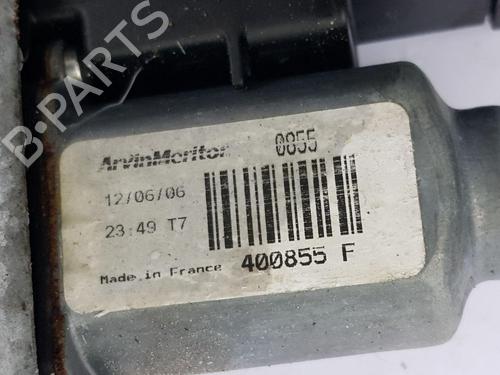 ArvinMeritor 0855
12/06/06
23:49 T7
400855 F
Made in France
B-PARTS